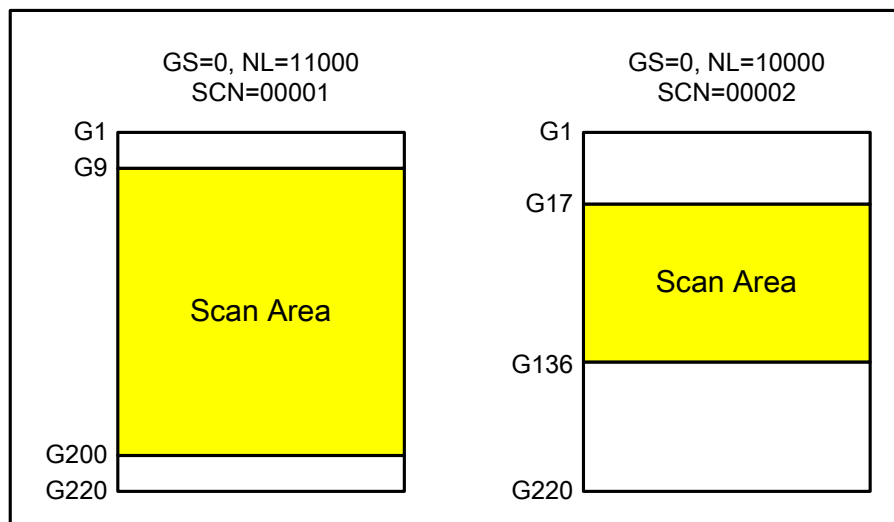 GS=0, NL=11000
SCN=00001
G1
G9
Scan Area
G200
G220
GS=0, NL=10000
SCN=00002
G1
G17
Scan Area
G136
G220